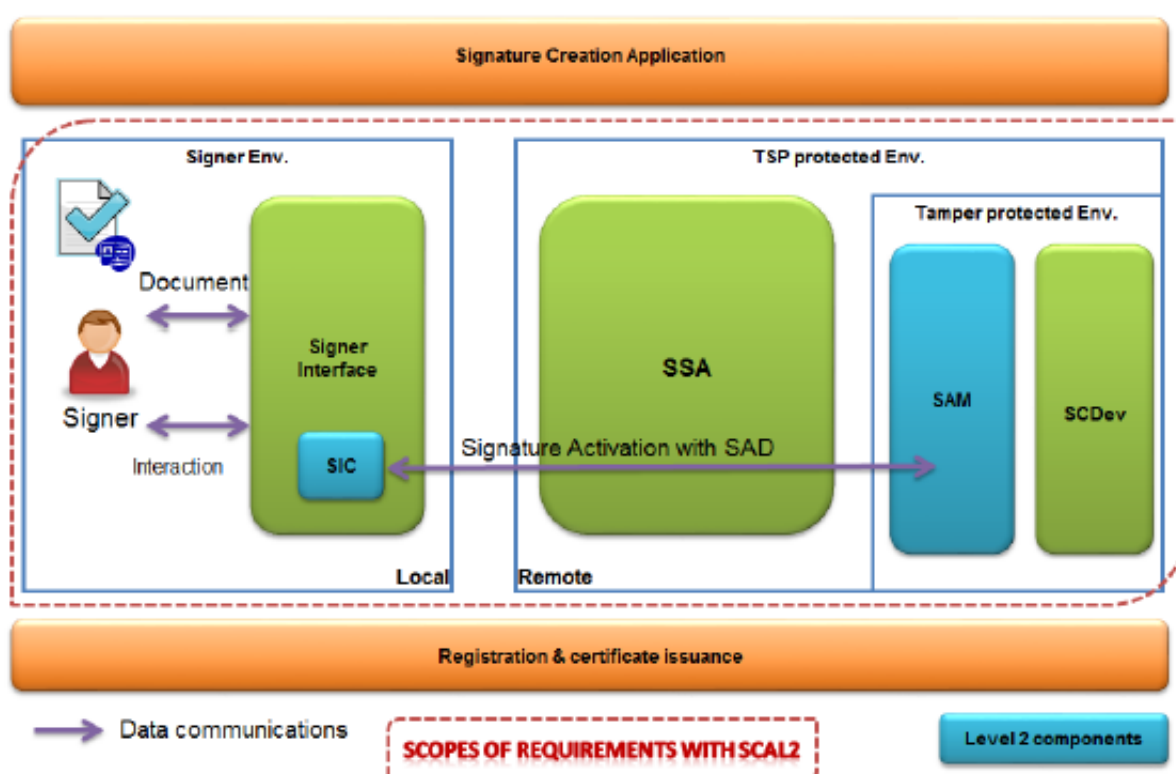 Signature Creation Application
Signer Env.
TSP protected Env.
Tamper protected Env.
Document
Signer
Interface
SSA
SAM
SCDev
Signer
Interaction
SIC
Signature Activation with SAD
Local
Remote
Registration & certificate issuance
Data communications
SCOPES OF REQUIREMENTS WITH SCAL2
Level 2 components